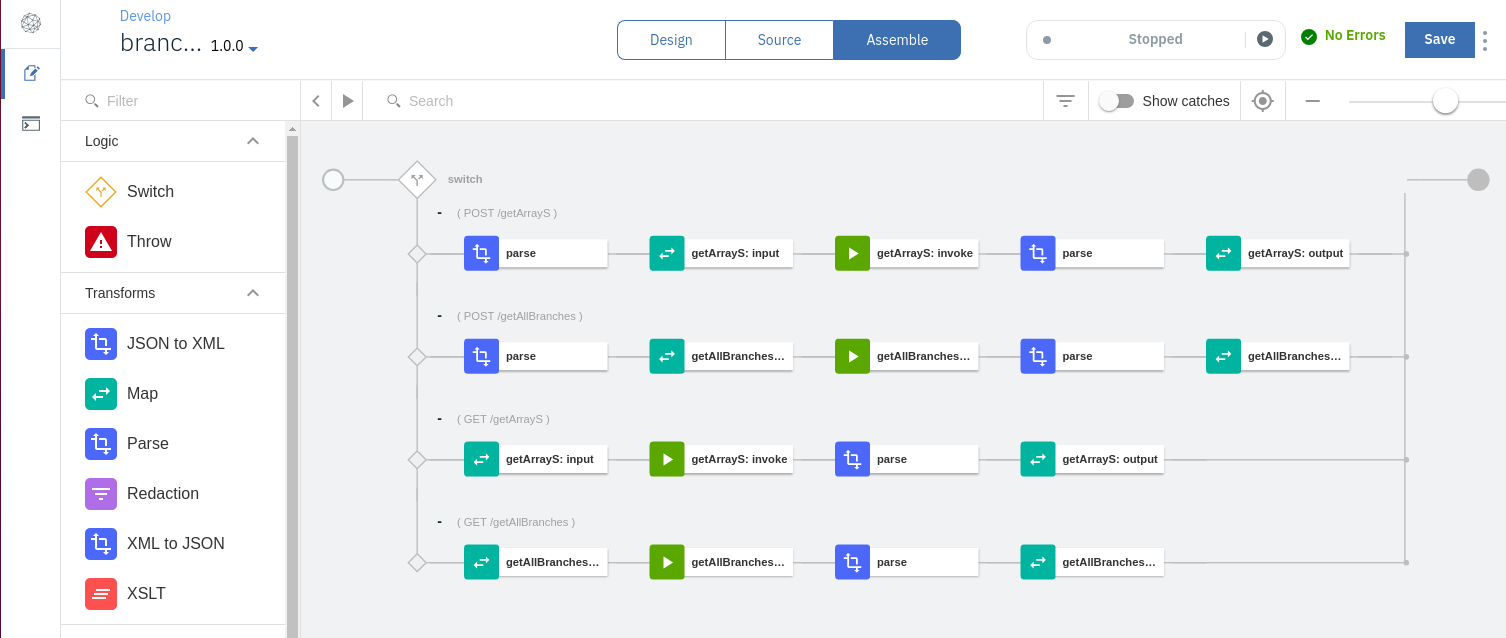 Develop
branc... 1.0.0
Design Source Assemble
Stopped
No Errors
Save
Filter
Search
Show catches
Logic
Switch
Throw
Transforms
JSON to XML
Map
Parse
Redaction
XML to JSON
XSLT
switch
- ( POST /getArrayS )
parse getArrayS: input getArrayS: invoke parse getArrayS: output
- ( POST /getAllBranches )
parse getAllBranches... getAllBranches... parse getAllBranches...
- ( GET /getArrayS )
getArrayS: input getArrayS: invoke parse getArrayS: output
- ( GET /getAllBranches )
getAllBranches... getAllBranches... parse getAllBranches...